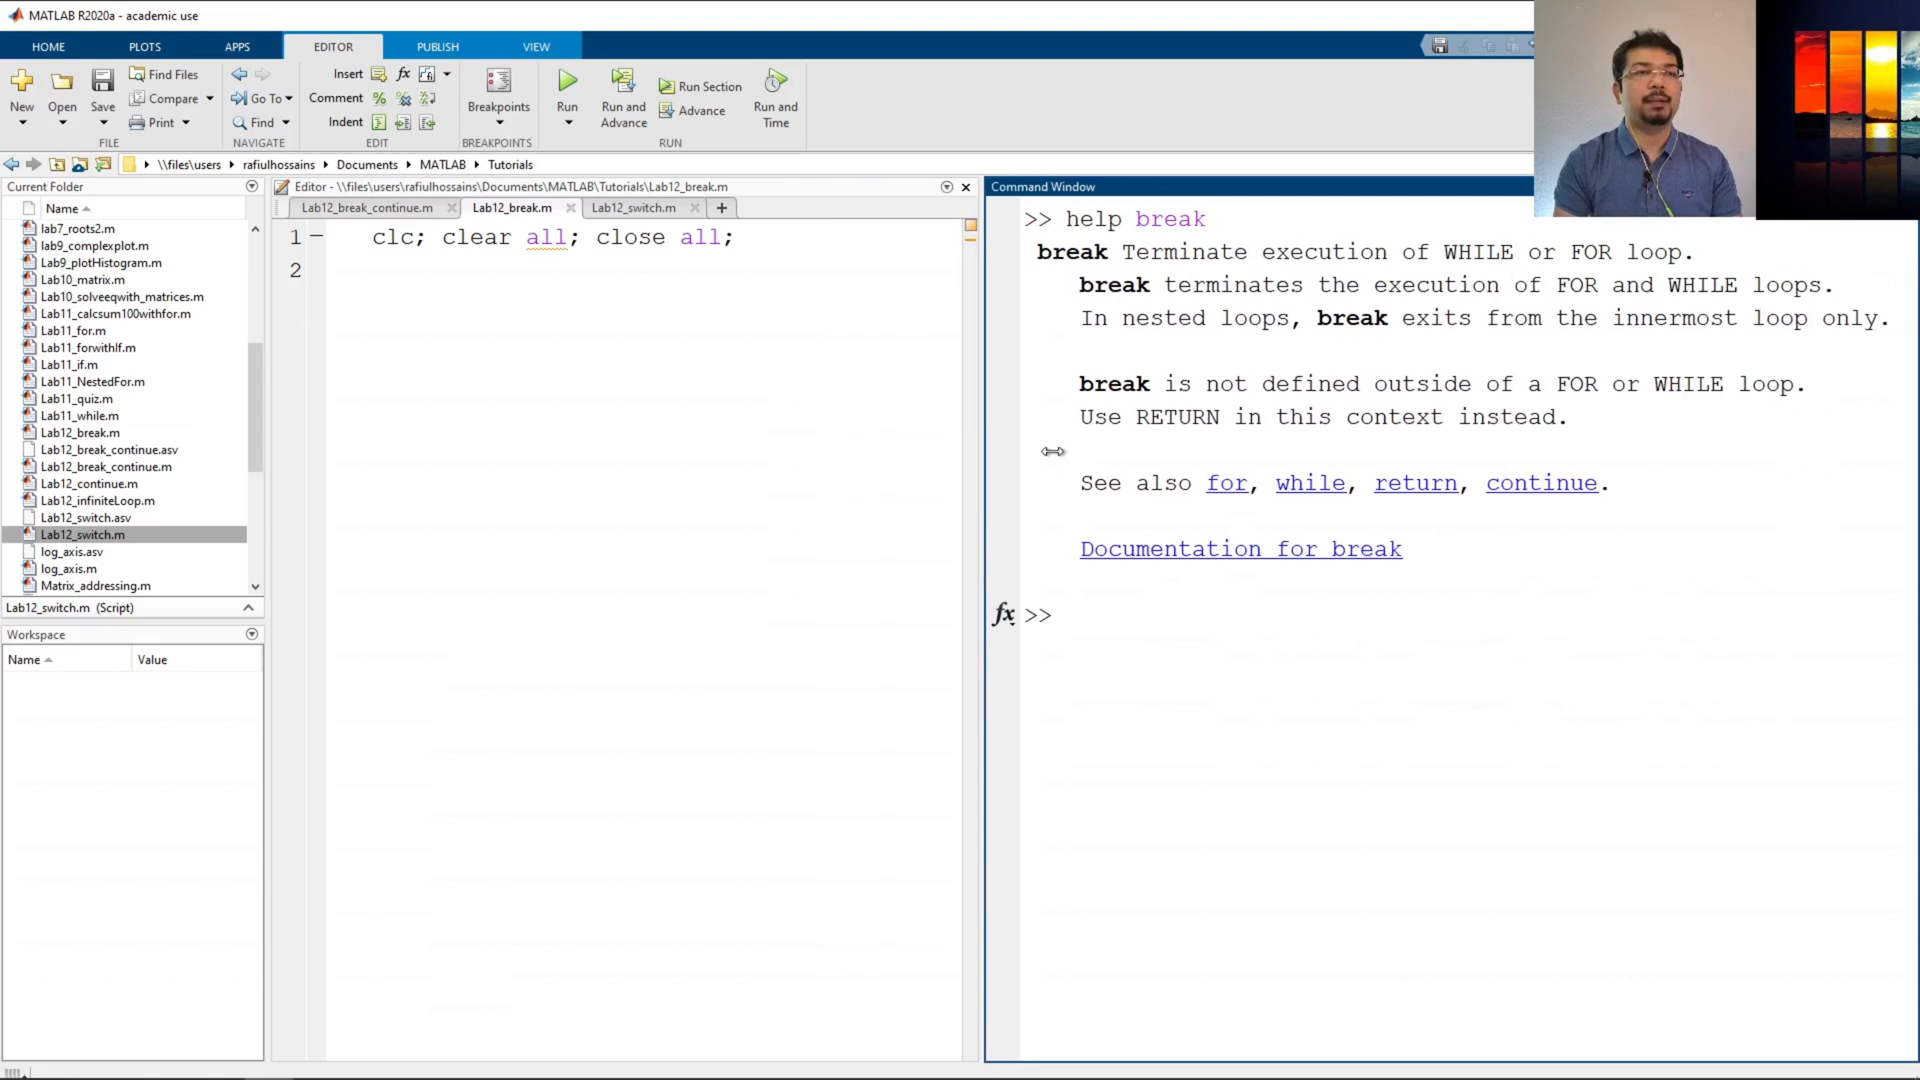 MATLAB R2020a - academic use
HOME PLOTS APPS EDITOR PUBLISH VIEW
New
Open
Save
Find Files
Compare
Print
FILE
Go To
Find
NAVIGATE
Insert fx
Comment
Indent
EDIT
Breakpoints
BREAKPOINTS
Run
Run and
Advance
Run Section
Advance
Run and
Time
RUN
\\files\users rafiulhossains Documents MATLAB Tutorials
Current Folder
Name
lab7_roots2.m
lab9_complexplot.m
Lab9_plotHistogram.m
Lab10_matrix.m
Lab10_solveeqwith_matrices.m
Lab11_calcsum100withfor.m
Lab11_for.m
Lab11_forwithIf.m
Lab11_if.m
Lab11_NestedFor.m
Lab11_quiz.m
Lab11_while.m
Lab12_break.m
Lab12_break_continue.asv
Lab12_break_continue.m
Lab12_continue.m
Lab12_infiniteLoop.m
Lab12_switch.asv
Lab12_switch.m
log_axis.asv
log_axis.m
Matrix_addressing.m
Lab12_switch.m (Script)
Workspace
Name Value
Editor - \\files\users\rafiulhossains\Documents\MATLAB\Tutorials\Lab12_break.m
Lab12_break_continue.m Lab12_break.m Lab12_switch.m
1 clc; clear all; close all;
2
Command Window
>> help break
break Terminate execution of WHILE or FOR loop.
break terminates the execution of FOR and WHILE loops.
In nested loops, break exits from the innermost loop only.
break is not defined outside of a FOR or WHILE loop.
Use RETURN in this context instead.
See also for, while, return, continue.
Documentation for break
fx >>